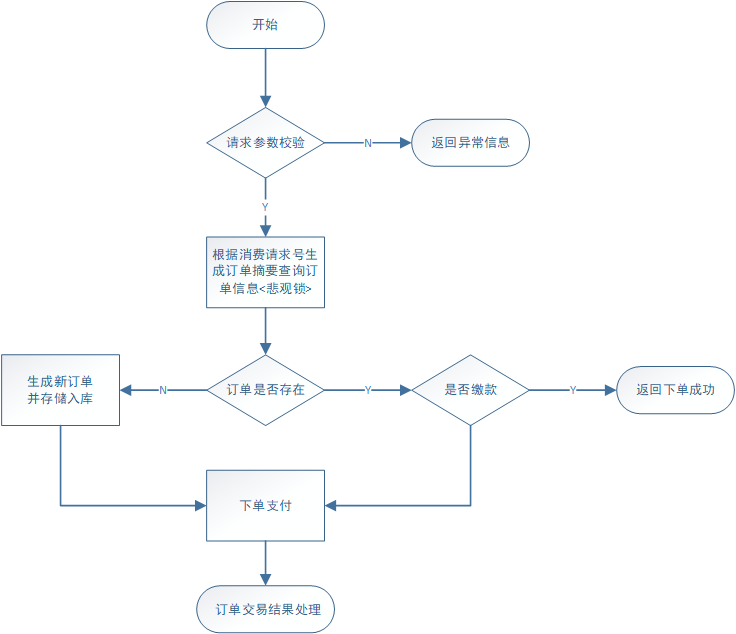 开始
请求参数校验
N
返回异常信息
Y
根据消费请求号生
成订单摘要查询订
单信息<悲观锁>
生成新订单
并存储入库
N
订单是否存在
Y
是否缴款
Y
返回下单成功
下单支付
订单交易结果处理